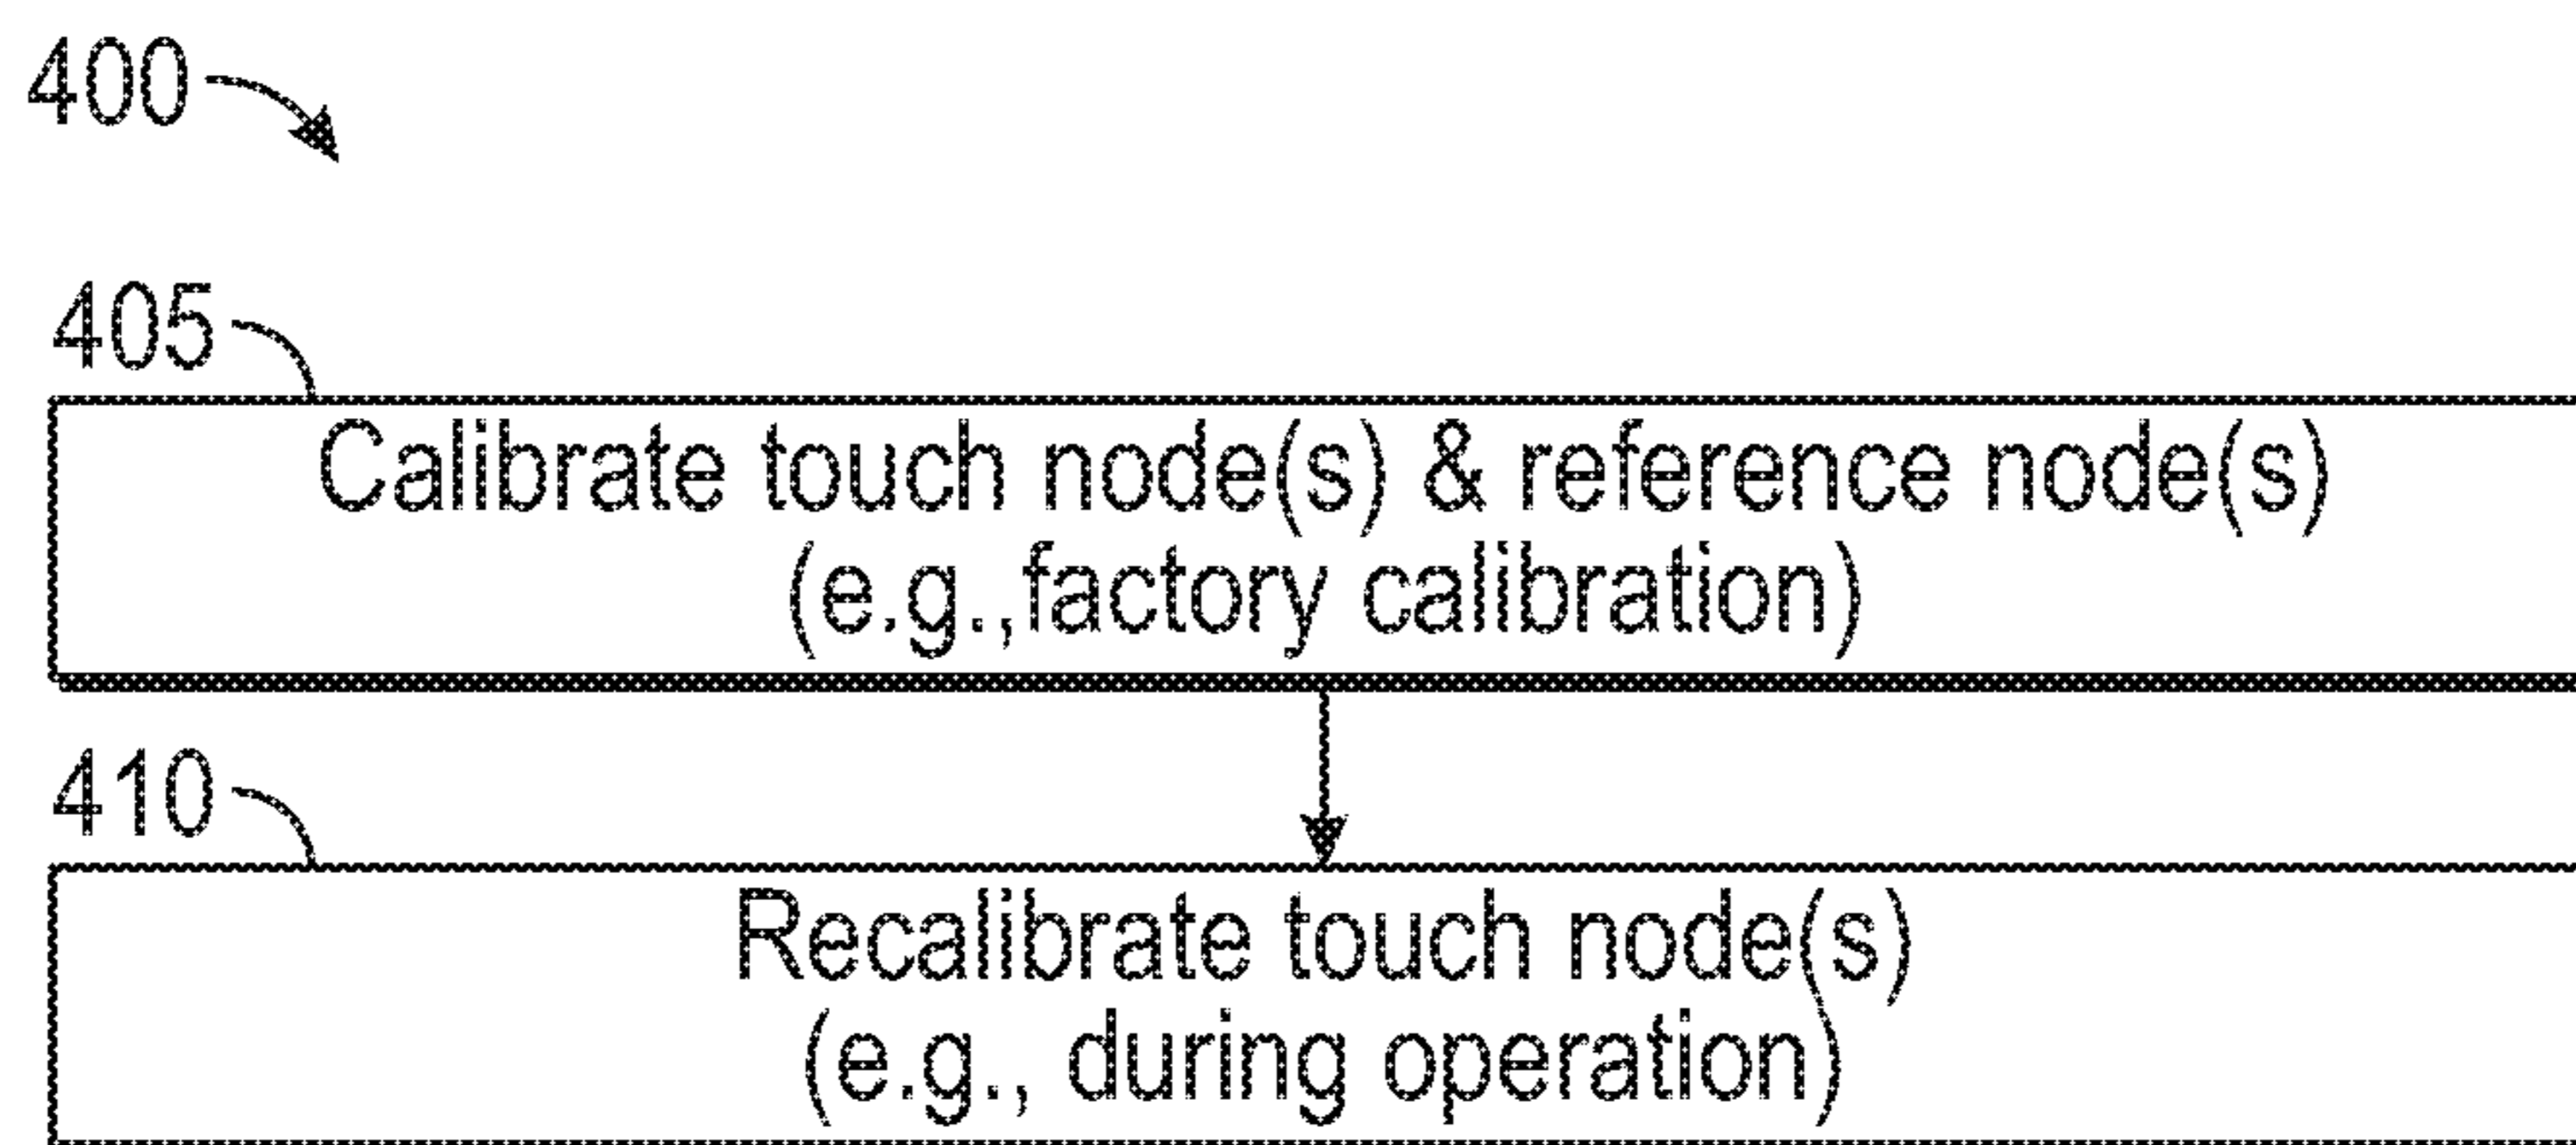 400
405
Calibrate touch node(s) & reference node(s)
(e.g.,factory calibration)
410
Recalibrate touch node(s)
(e.g., during operation)